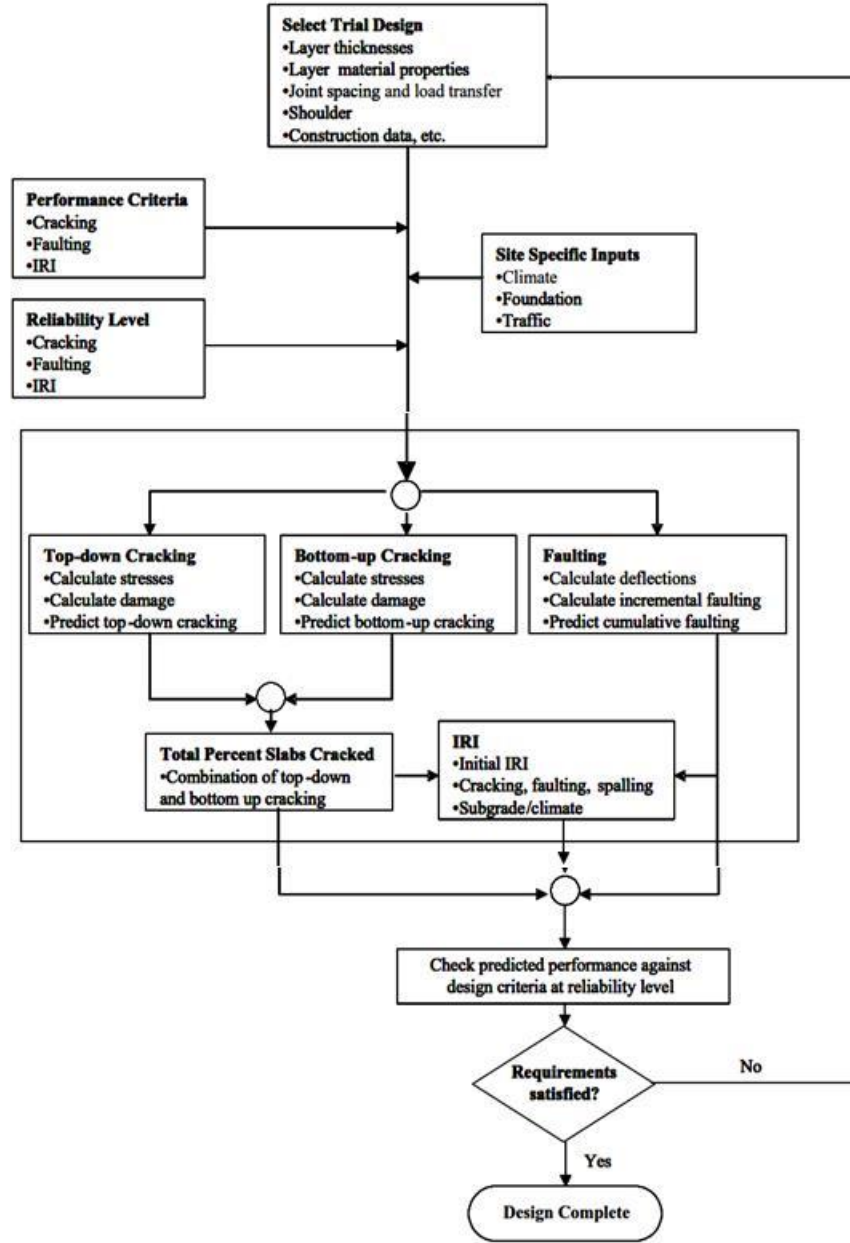 Select Trial Design
•Layer thicknesses
•Layer material properties
•Joint spacing and load transfer
•Shoulder
•Construction data, etc.
Performance Criteria
•Cracking
•Faulting
•IRI
Site Specific Inputs
•Climate
•Foundation
•Traffic
Reliability Level
•Cracking
•Faulting
•IRI
Top-down Cracking
•Calculate stresses
•Calculate damage
•Predict top-down cracking
Bottom-up Cracking
•Calculate stresses
•Calculate damage
•Predict bottom-up cracking
Faulting
•Calculate deflections
•Calculate incremental faulting
•Predict cumulative faulting
Total Percent Slabs Cracked
•Combination of top-down
and bottom up cracking
IRI
•Initial IRI
•Cracking, faulting, spalling
•Subgrade/climate
Check predicted performance against
design criteria at reliability level
Requirements
satisfied?
No
Yes
Design Complete